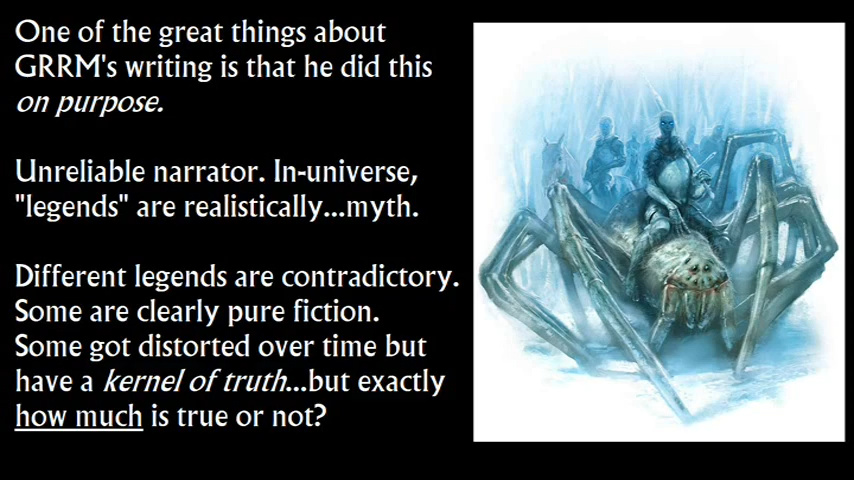 One of the great things about
GRRM's writing is that he did this
on purpose.
Unreliable narrator. In-universe,
"legends" are realistically...myth.
Different legends are contradictory.
Some are clearly pure fiction.
Some got distorted over time but
have a kernel of truth...but exactly
how much is true or not?